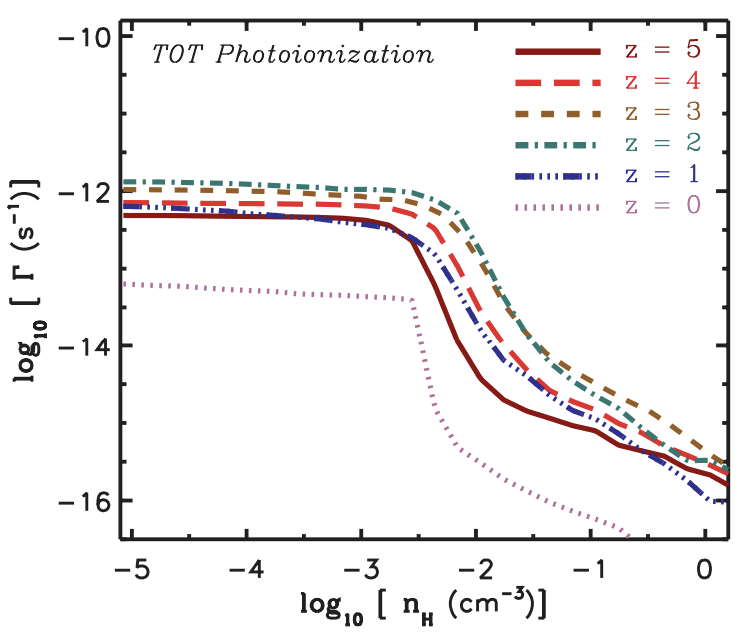 TOT Photoionization
z = 5
z = 4
z = 3
z = 2
z = 1
z = 0
log₁₀ [ Γ (s⁻¹)]
−10
−12
−14
−16
−5 −4 −3 −2 −1 0
log₁₀ [ n_H (cm⁻³)]